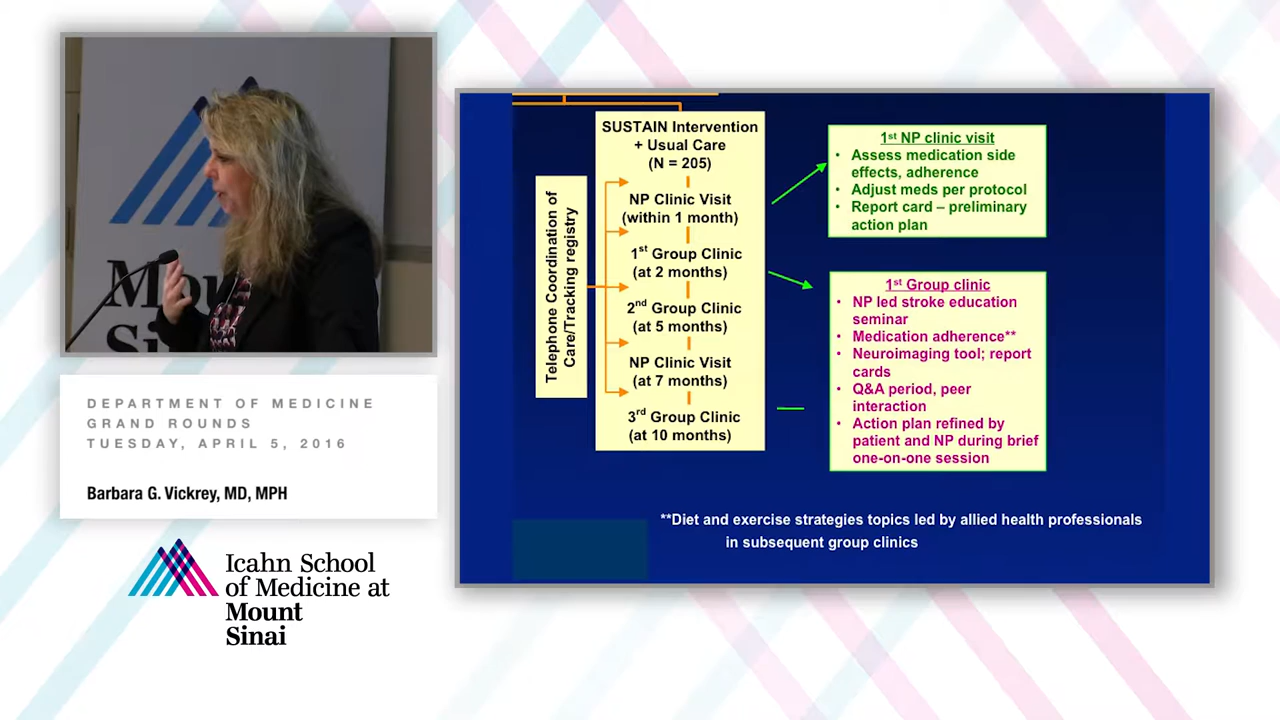 Mou
Si
DEPARTMENT OF MEDICINE
GRAND ROUNDS
TUESDAY, APRIL 5, 2016
Barbara G. Vickrey, MD, MPH
Icahn School
of Medicine at
Mount
Sinai
Telephone Coordination of
Care/Tracking registry
SUSTAIN Intervention
+ Usual Care
(N = 205)
NP Clinic Visit
(within 1 month)
1st Group Clinic
(at 2 months)
2nd Group Clinic
(at 5 months)
NP Clinic Visit
(at 7 months)
3rd Group Clinic
(at 10 months)
1st NP clinic visit
• Assess medication side
effects, adherence
• Adjust meds per protocol
• Report card – preliminary
action plan
1st Group clinic
• NP led stroke education
seminar
• Medication adherence**
• Neuroimaging tool; report
cards
• Q&A period, peer
interaction
• Action plan refined by
patient and NP during brief
one-on-one session
**Diet and exercise strategies topics led by allied health professionals
in subsequent group clinics